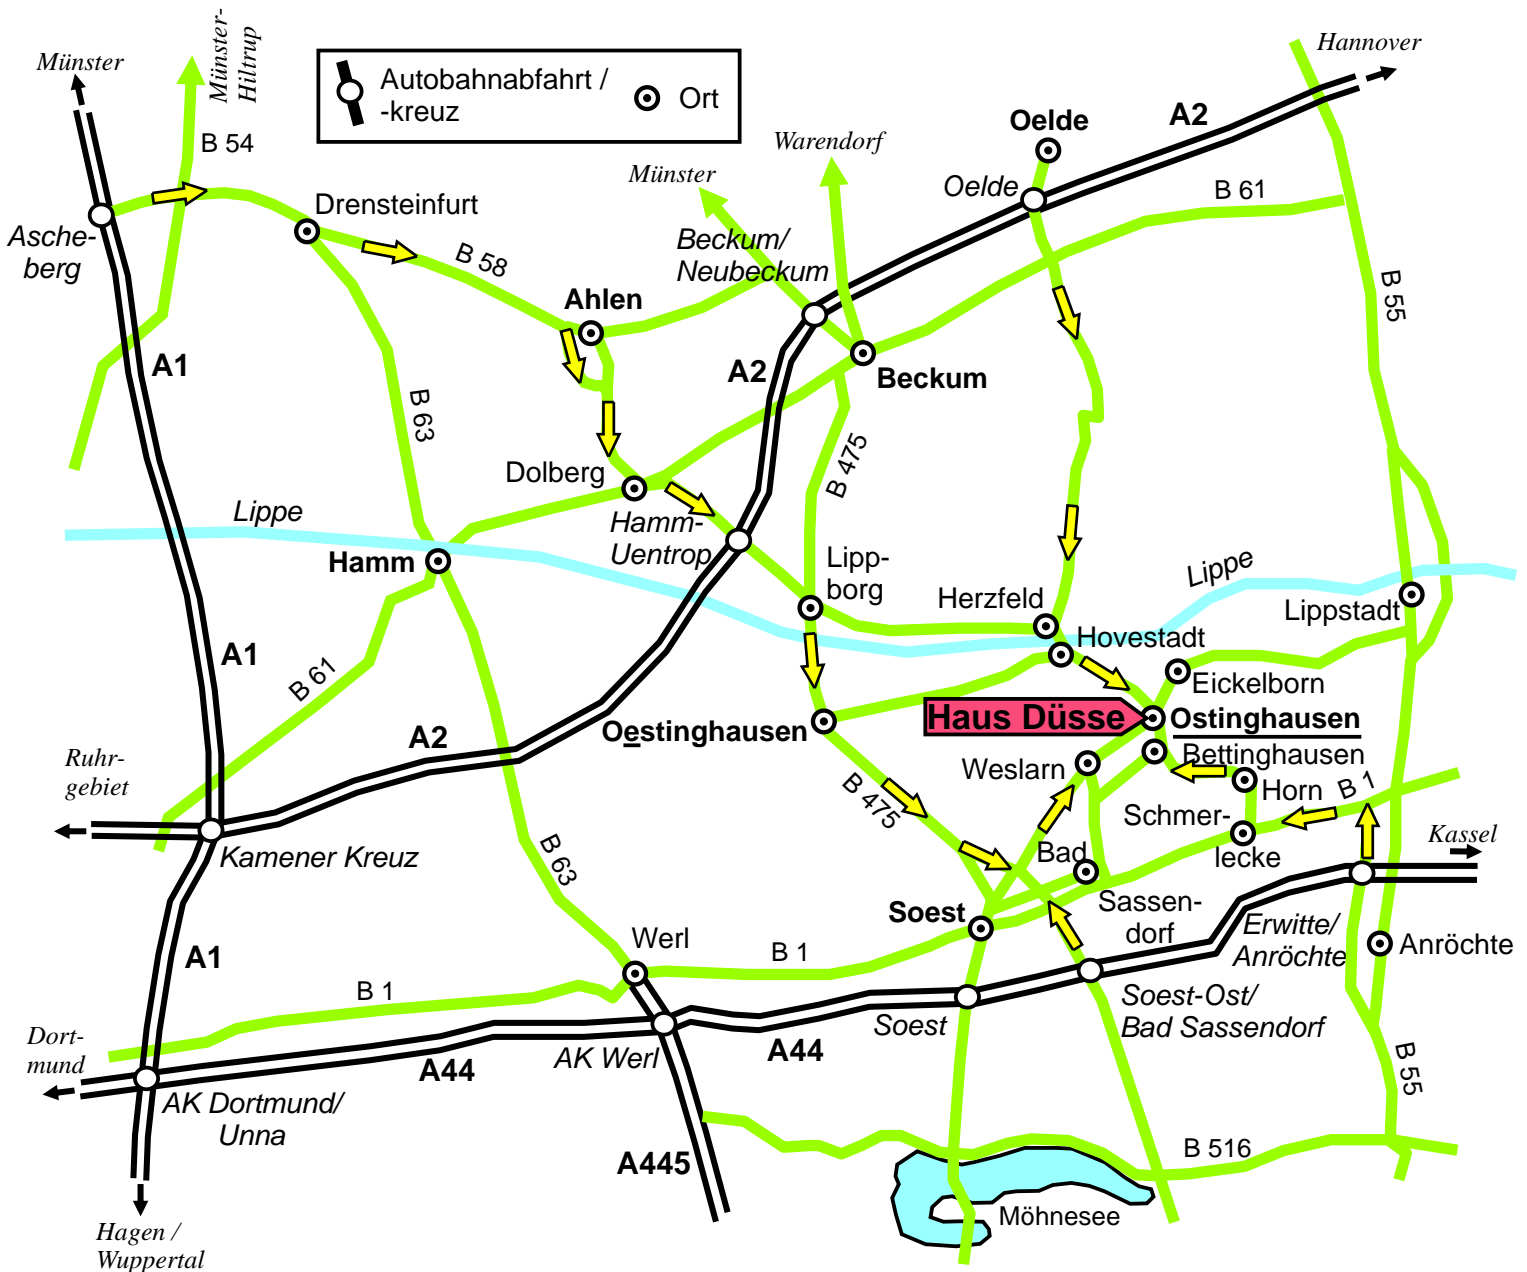 Münster
Münster-
Hiltrup
B 54
Autobahnabfahrt /
-kreuz
Ort
Hannover
A2
Oelde
Warendorf
Münster
Oelde
B 61
Drensteinfurt
Asche-
berg
B 58
Beckum/
Neubeckum
B 55
Ahlen
A1
A2
Beckum
B 63
B 475
Dolberg
Lippe
Hamm-
Uentrop
Hamm
Lipp-
borg
Lippe
Herzfeld
Lippstadt
Hovestadt
A1
B 61
Eickelborn
Haus Düsse
Ostinghausen
Oestinghausen
A2
Bettinghausen
Weslarn
Ruhr-
gebiet
Horn
B 1
B 475
Schmer-
lecke
Kassel
Kamener Kreuz
B 63
Bad
Sassen-
dorf
Soest
Erwitte/
Anröchte
Anröchte
Werl
A1
B 1
B 1
Soest-Ost/
Bad Sassendorf
Soest
Dort-
mund
A44
AK Werl
A44
B 55
AK Dortmund/
Unna
A445
B 516
Möhnesee
Hagen /
Wuppertal